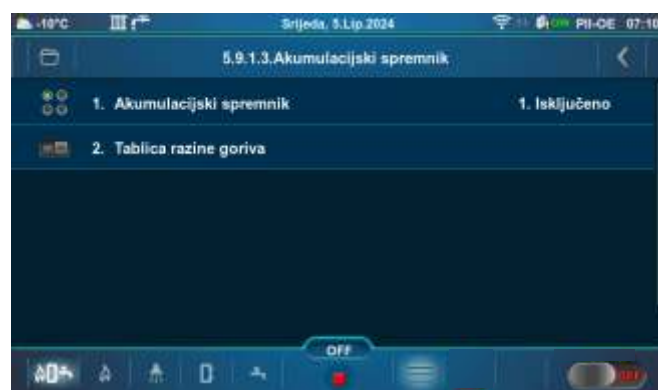 -10°C Srijeda, 5.Lip.2024 PII-OE 07:10
5.9.1.3.Akumulacijski spremnik
1. Akumulacijski spremnik 1. Isključeno
2. Tablica razine goriva
OFF
OFF